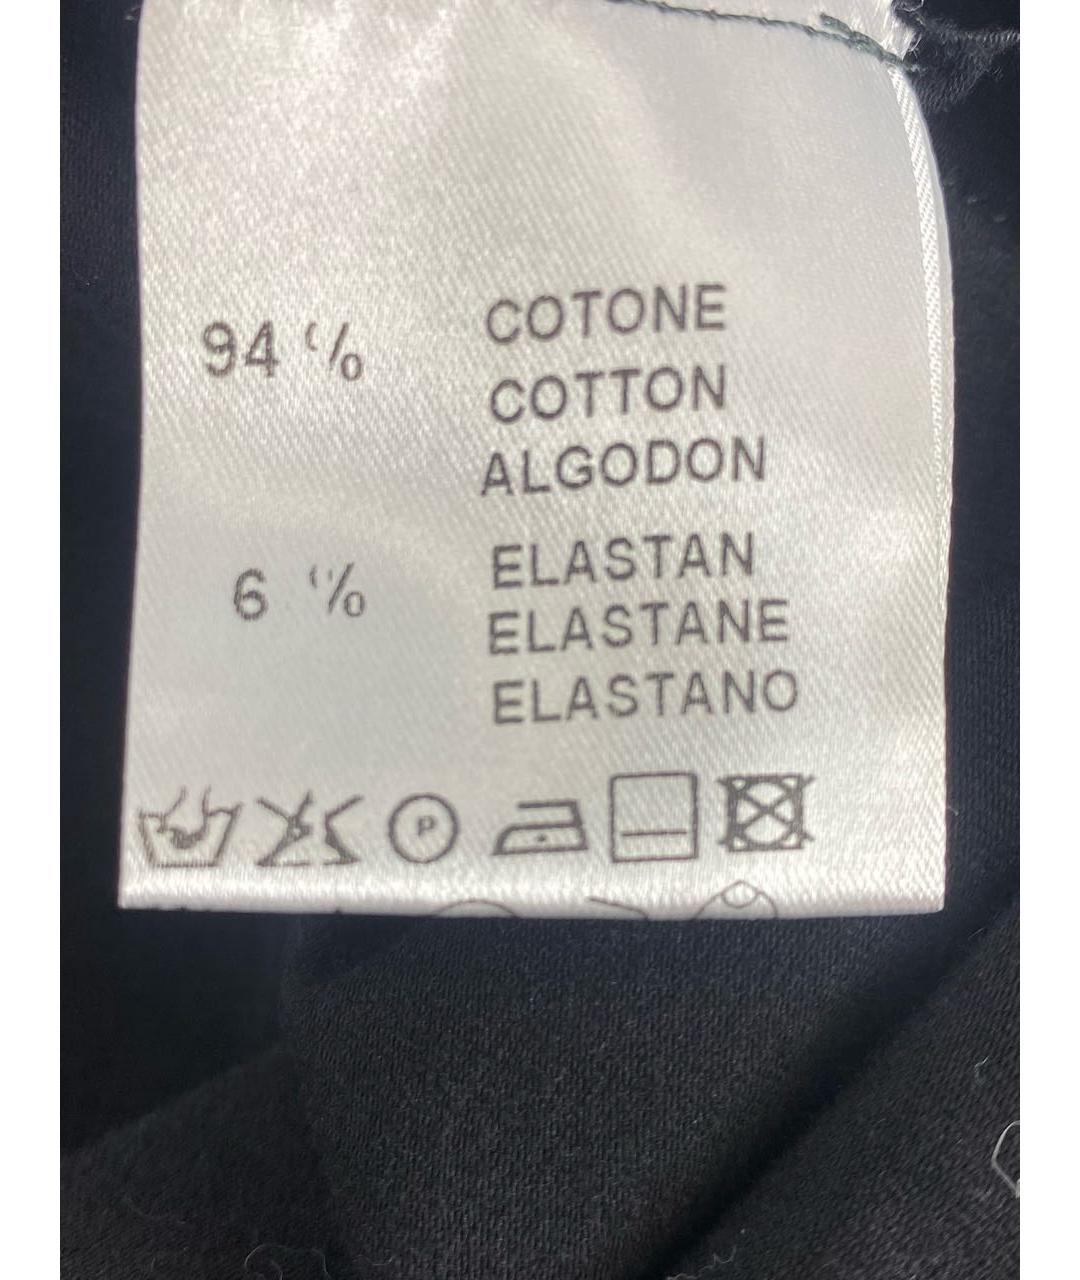 94 % COTONE
COTTON
ALGODON
6 % ELASTAN
ELASTANE
ELASTANO
P